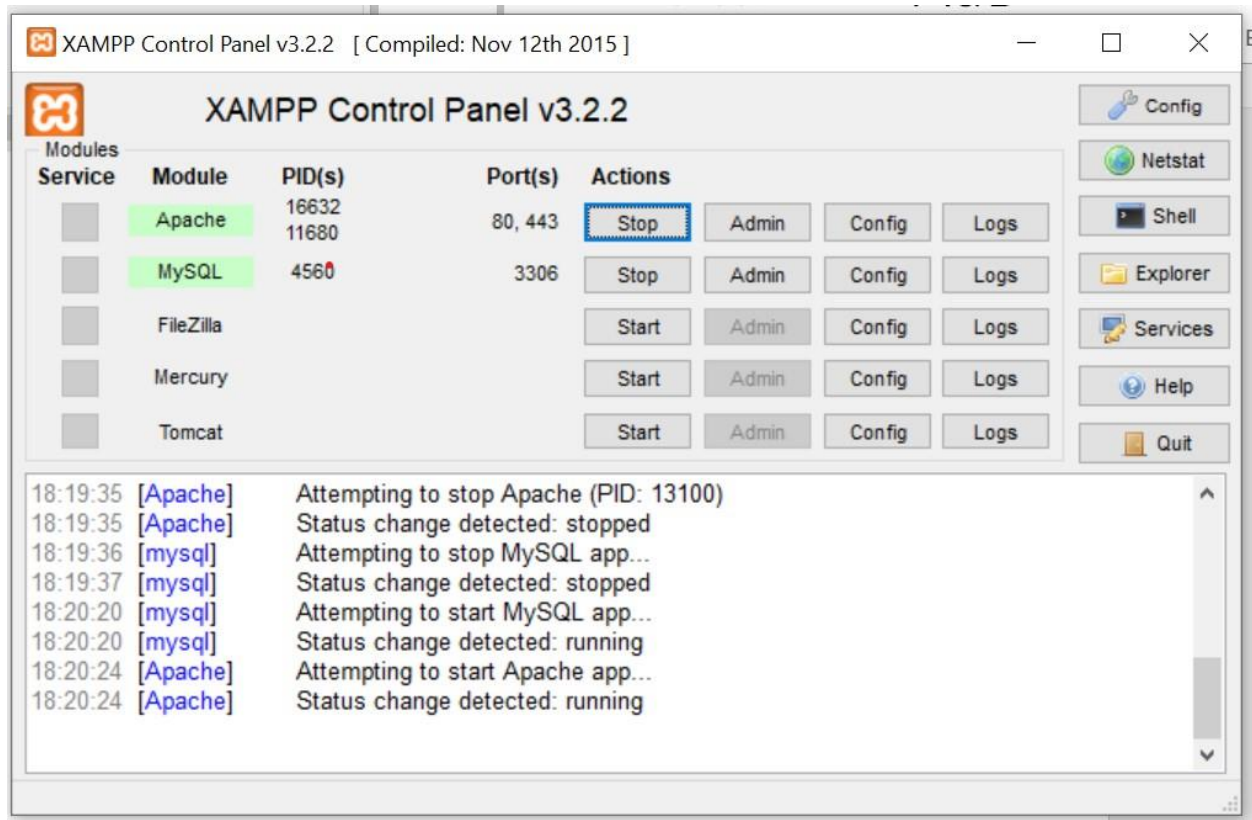 XAMPP Control Panel v3.2.2 [ Compiled: Nov 12th 2015 ]
XAMPP Control Panel v3.2.2
Config
Modules
Service Module PID(s) Port(s) Actions
Netstat
Apache 16632 11680 80, 443 Stop Admin Config Logs
Shell
MySQL 4560 3306 Stop Admin Config Logs
Explorer
FileZilla Start Admin Config Logs
Services
Mercury Start Admin Config Logs
Help
Tomcat Start Admin Config Logs
Quit
18:19:35 [Apache] Attempting to stop Apache (PID: 13100)
18:19:35 [Apache] Status change detected: stopped
18:19:36 [mysql] Attempting to stop MySQL app...
18:19:37 [mysql] Status change detected: stopped
18:20:20 [mysql] Attempting to start MySQL app...
18:20:20 [mysql] Status change detected: running
18:20:24 [Apache] Attempting to start Apache app...
18:20:24 [Apache] Status change detected: running